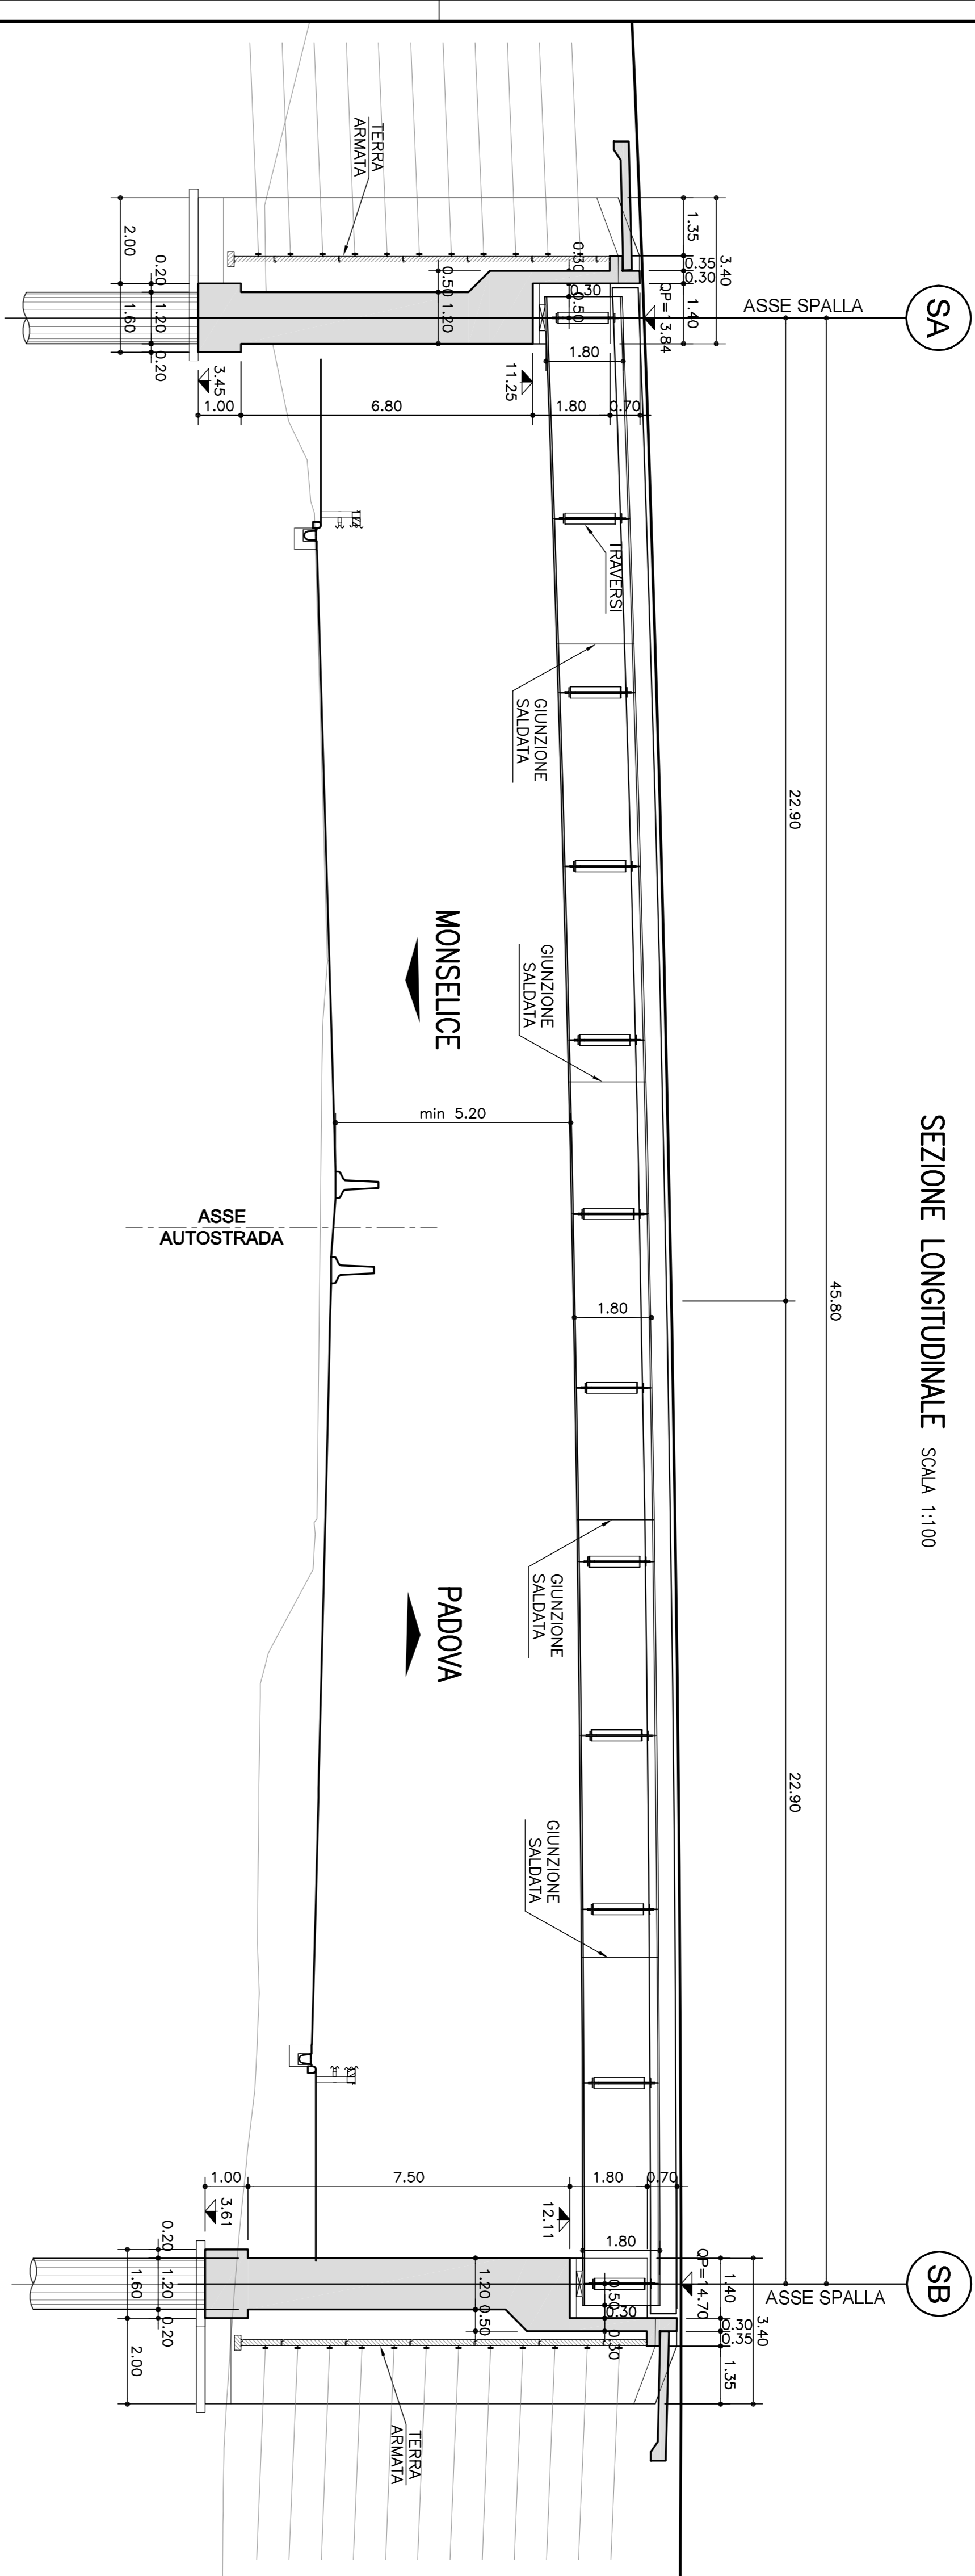 SEZIONE LONGITUDINALE SCALA 1:100
SA
ASSE SPALLA
SB
ASSE SPALLA
45.80
22.90
22.90
3.40
1.35
0.35
0.30
1.40
QP=13.84
0.30
0.30
0.50
1.80
0.50
1.20
TERRA
ARMATA
2.00
0.20
1.60
1.20
0.20
3.45
11.25
1.00
6.80
1.80
0.70
TRAVERSI
GIUNZIONE
SALDATA
GIUNZIONE
SALDATA
MONSELICE
min 5.20
ASSE
AUTOSTRADA
1.80
GIUNZIONE
SALDATA
PADOVA
GIUNZIONE
SALDATA
1.00
7.50
1.80
0.70
3.61
12.11
1.80
QP=14.70
3.40
1.40
0.30
0.35
1.35
0.50
0.30
0.30
1.20
0.50
0.20
1.60
1.20
0.20
2.00
TERRA
ARMATA